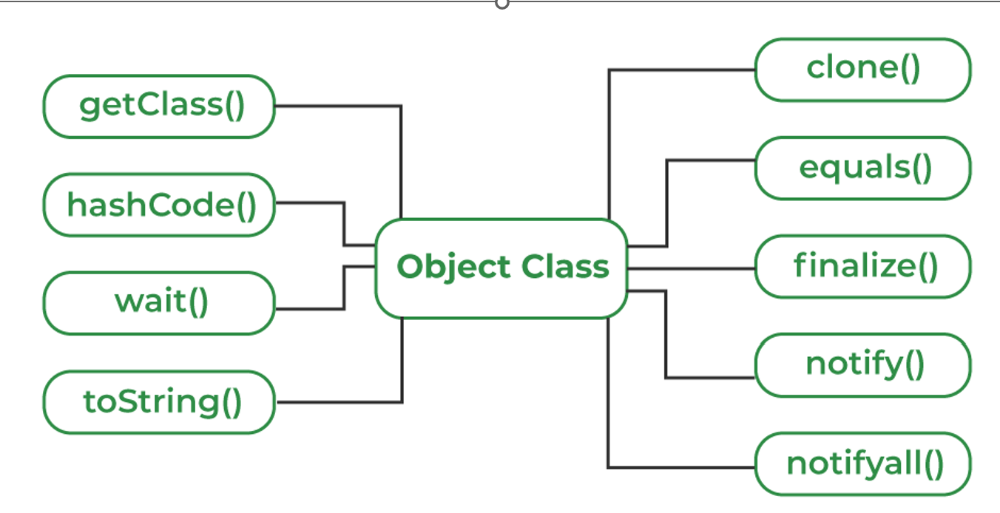 getClass()
hashCode()
wait()
toString()
Object Class
clone()
equals()
finalize()
notify()
notifyall()